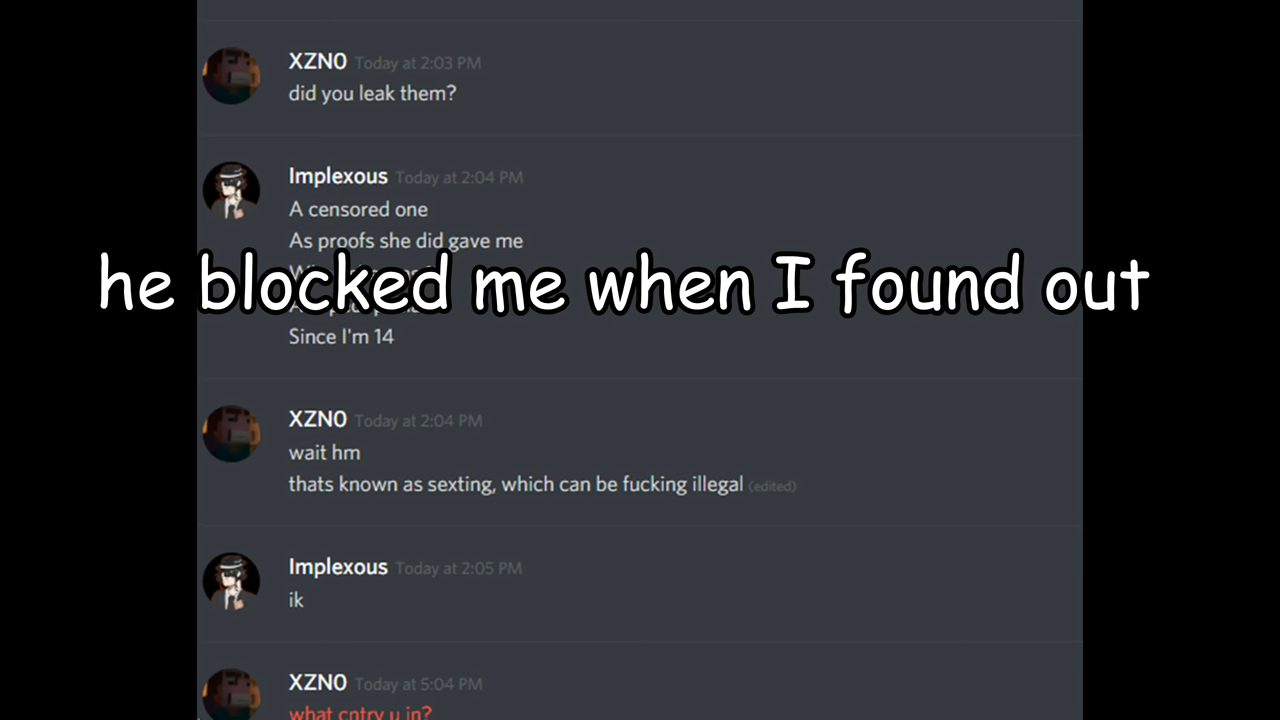 XZN0 Today at 2:03 PM
did you leak them?
Implexous Today at 2:04 PM
A censored one
As proofs she did gave me
he blocked me when I found out
Since I'm 14
XZN0 Today at 2:04 PM
wait hm
thats known as sexting, which can be fucking illegal (edited)
Implexous Today at 2:05 PM
ik
XZN0 Today at 5:04 PM
what cntry u in?